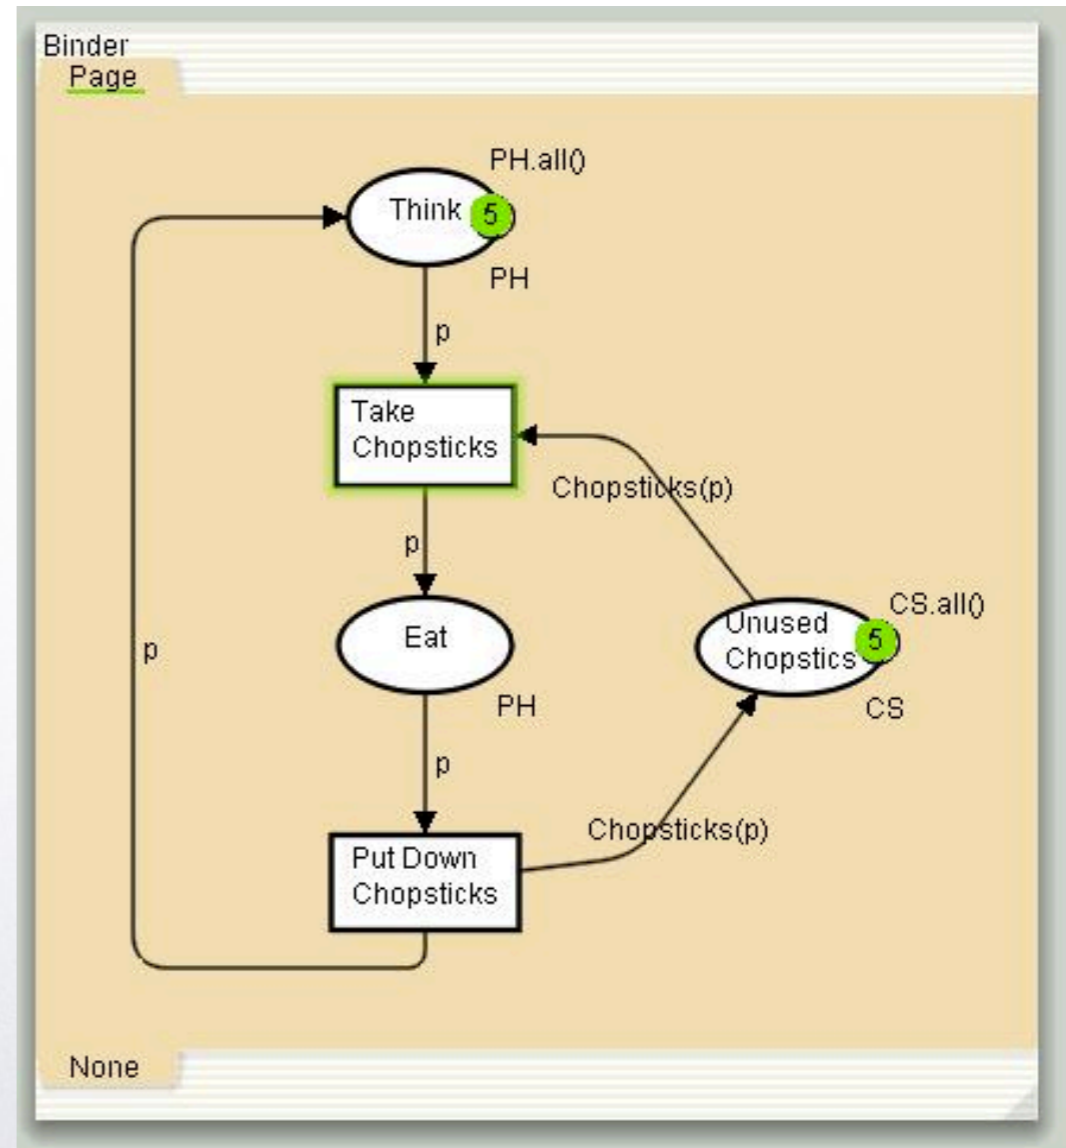 Binder
Page
PH.all()
Think
5
PH
p
Take
Chopsticks
Chopsticks(p)
p
CS.all()
Unused
5
Chopstics
Eat
p
PH
CS
p
Chopsticks(p)
Put Down
Chopsticks
None